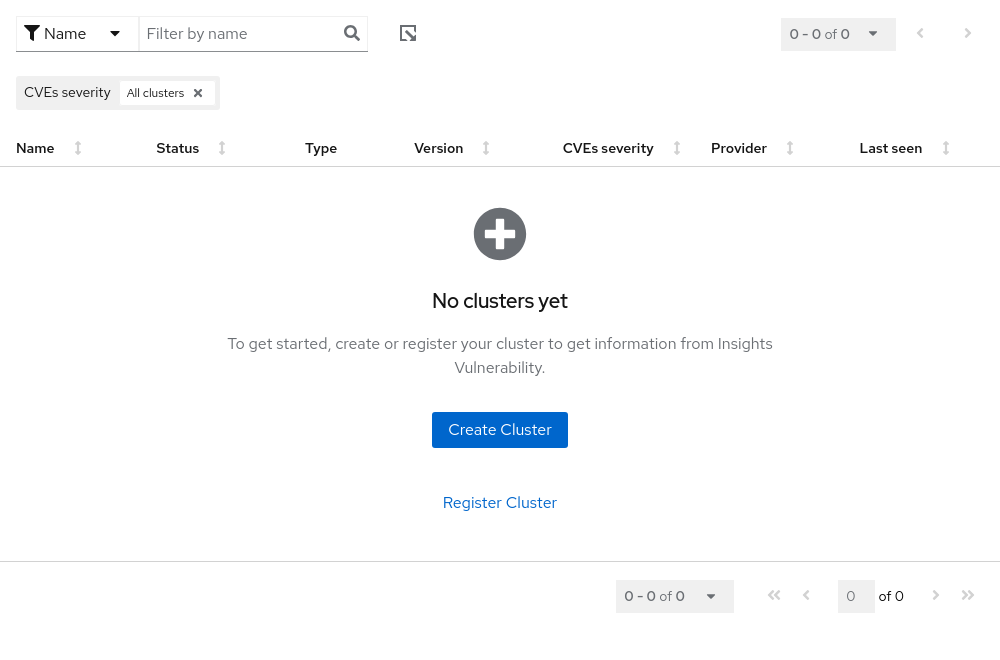 Name
Filter by name
0 - 0 of 0
CVEs severity All clusters
Name Status Type Version CVEs severity Provider Last seen
No clusters yet
To get started, create or register your cluster to get information from Insights
Vulnerability.
Create Cluster
Register Cluster
0 - 0 of 0
0 of 0